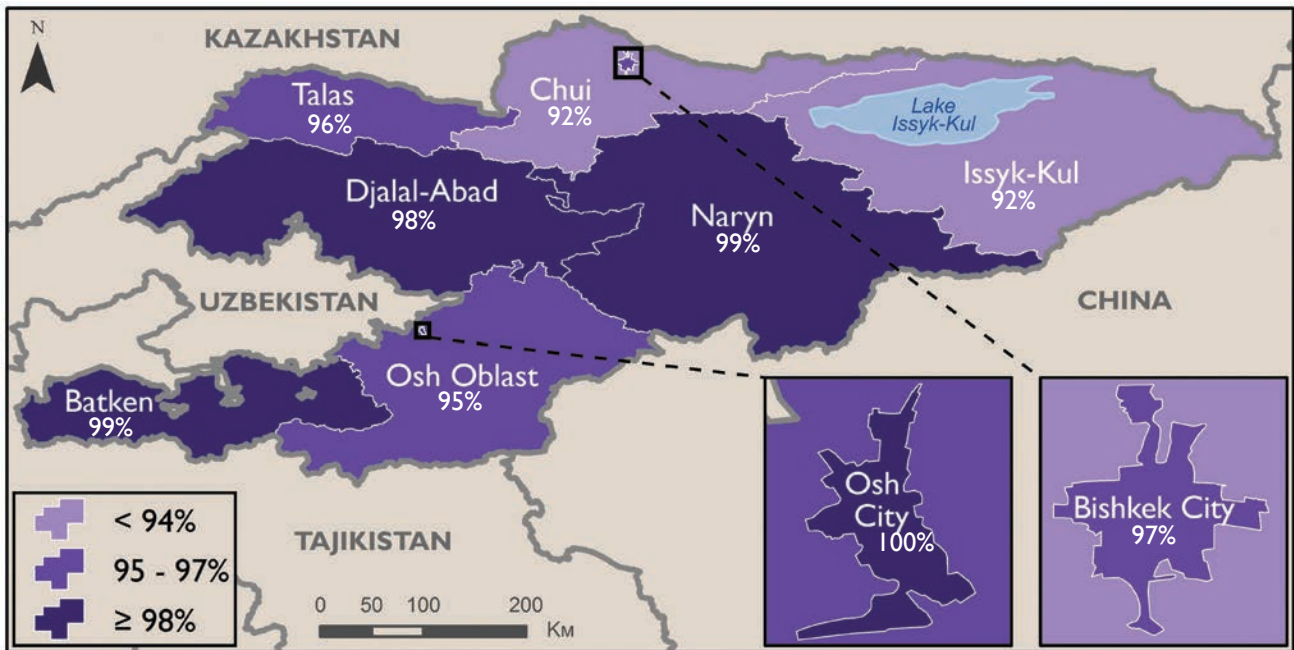 N
KAZAKHSTAN
Talas
96%
Chui
92%
Lake
Issyk-Kul
Issyk-Kul
92%
Djalal-Abad
98%
Naryn
99%
UZBEKISTAN
CHINA
Osh Oblast
95%
Batken
99%
Osh
City
100%
Bishkek City
97%
TAJIKISTAN
< 94%
95 - 97%
≥ 98%
0 50 100 200
KM